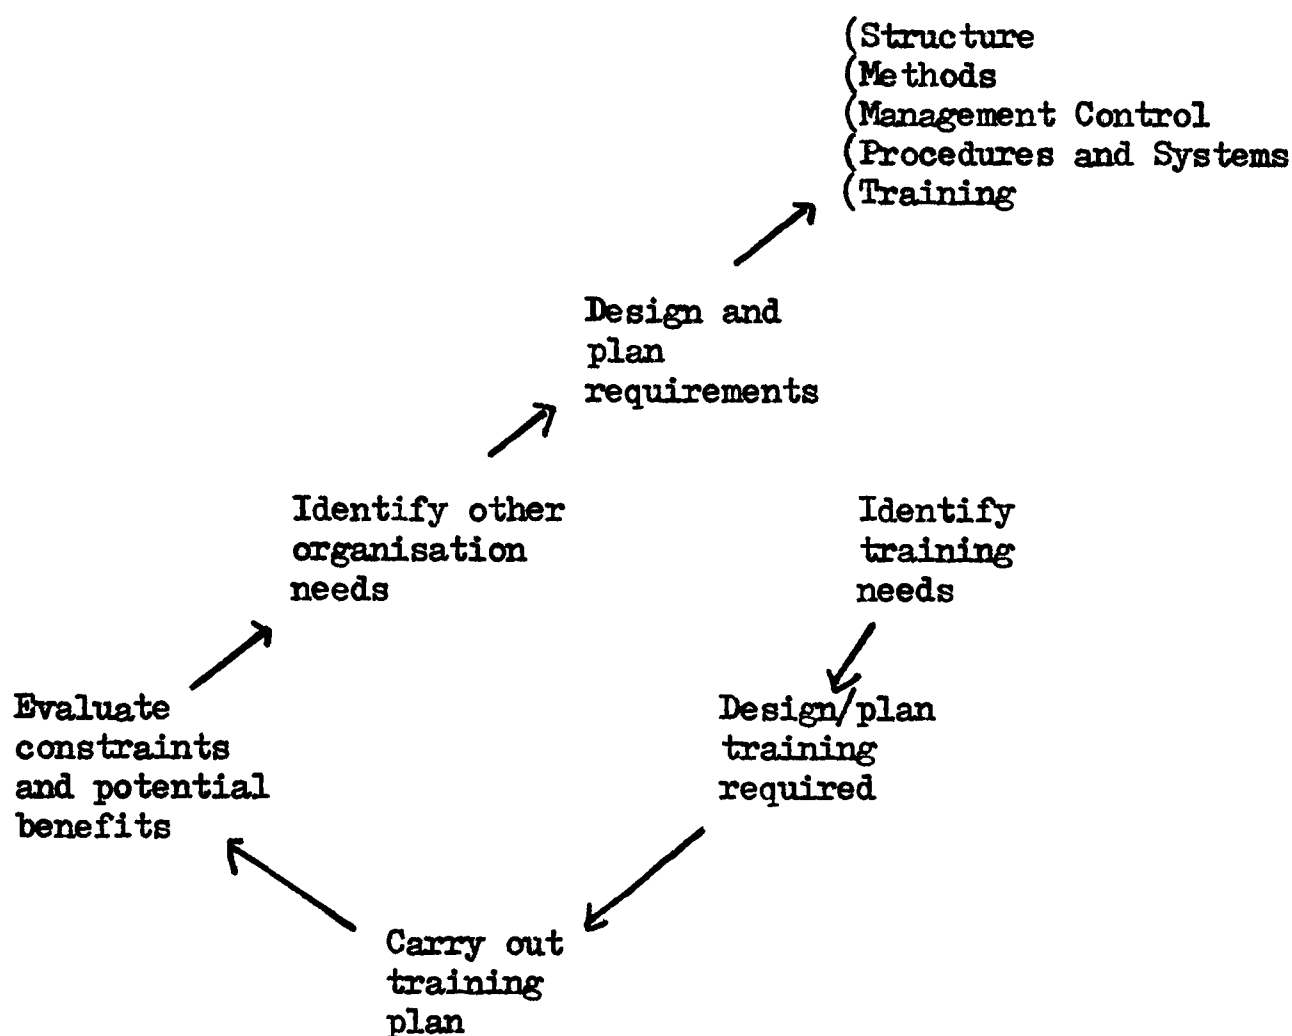 (Structure
(Methods
(Management Control
(Procedures and Systems
(Training
Design and
plan
requirements
Identify other
organisation
needs
Identify
training
needs
Evaluate
constraints
and potential
benefits
Design/plan
training
required
Carry out
training
plan